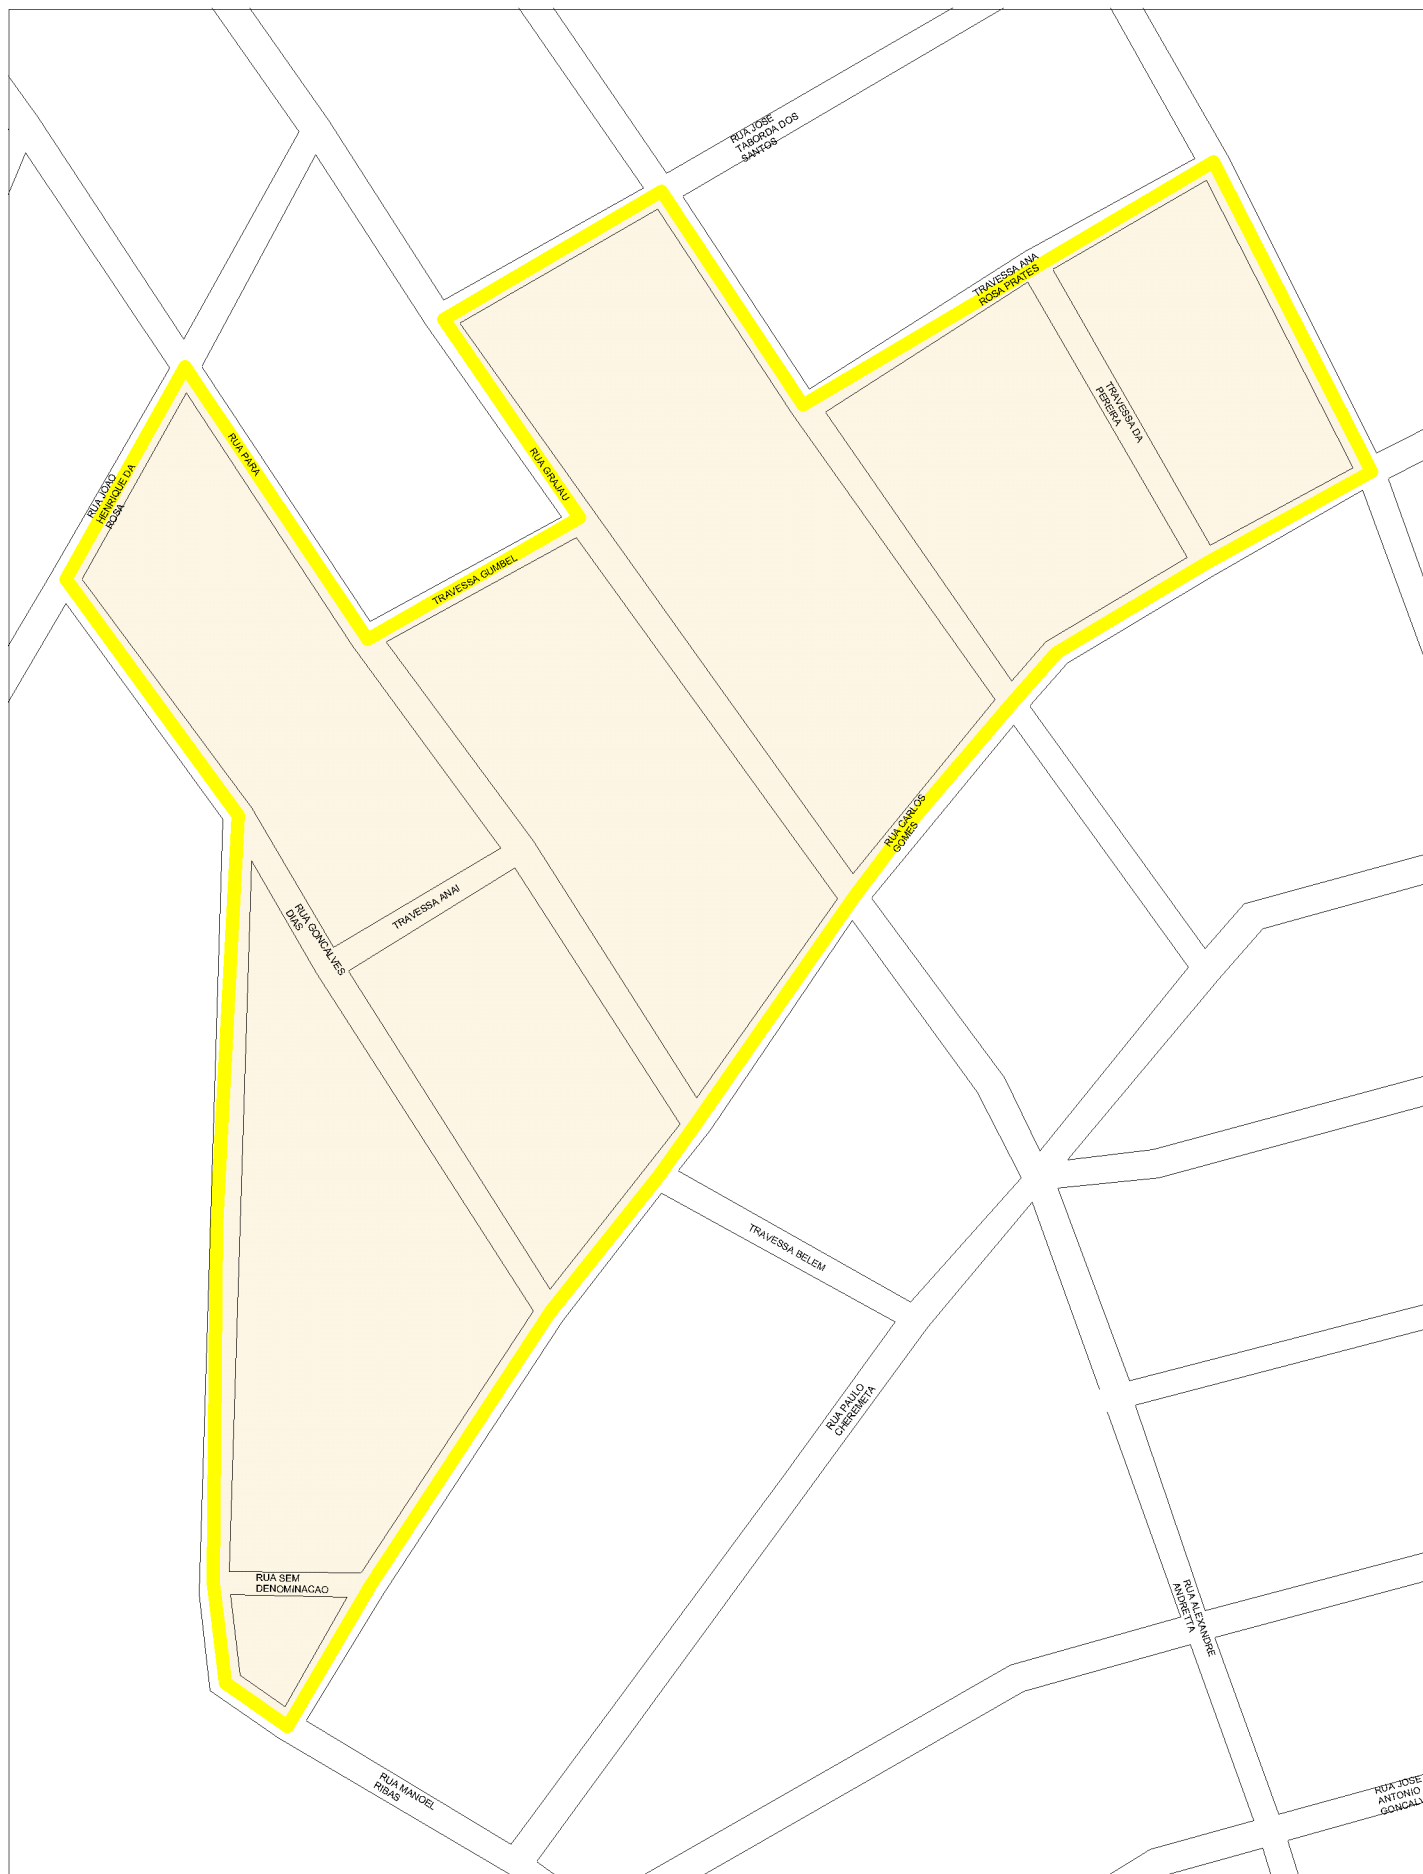 RUA JOSE
TABORDA DOS
SANTOS
TRAVESSA ANA
ROSA PRATES
TRAVESSA DA
PEREIRA
RUA PARA
RUA JOAO
HENRIQUE DA
ROSA
RUA GRAJAU
TRAVESSA GUMBEL
RUA CARLOS
GOMES
TRAVESSA ANAI
RUA GONCALVES
DIAS
TRAVESSA BELEM
RUA PAULO
CHEREMETA
RUA SEM
DENOMINACAO
RUA ALEXANDRE
ANDRETTA
RUA MANOEL
RIBAS
RUA JOSE
ANTONIO